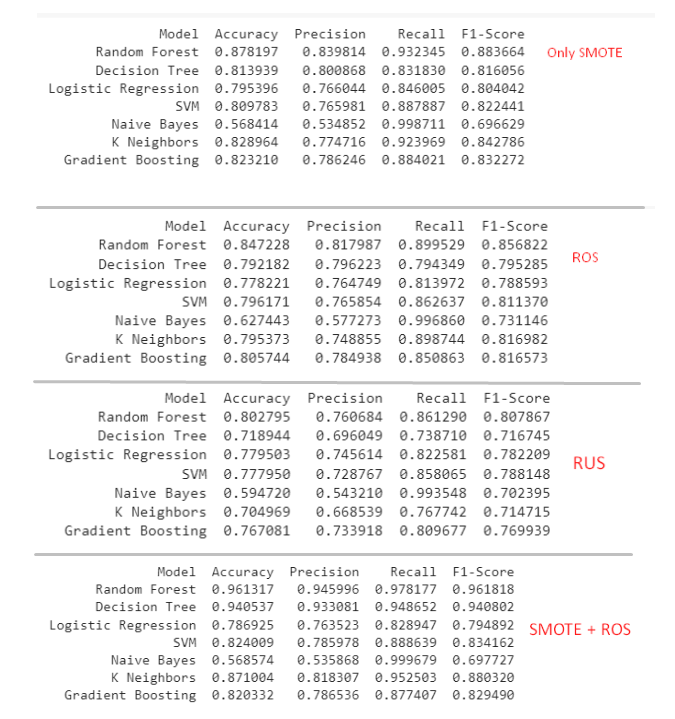 Model Accuracy Precision Recall F1-Score
Random Forest 0.878197 0.839814 0.932345 0.883664 Only SMOTE
Decision Tree 0.813939 0.800868 0.831830 0.816056
Logistic Regression 0.795396 0.766044 0.846005 0.804042
SVM 0.809783 0.765981 0.887887 0.822441
Naive Bayes 0.568414 0.534852 0.998711 0.696629
K Neighbors 0.828964 0.774716 0.923969 0.842786
Gradient Boosting 0.823210 0.786246 0.884021 0.832272
Model Accuracy Precision Recall F1-Score
Random Forest 0.847228 0.817987 0.899529 0.856822
Decision Tree 0.792182 0.796223 0.794349 0.795285 ROS
Logistic Regression 0.778221 0.764749 0.813972 0.788593
SVM 0.796171 0.765854 0.862637 0.811370
Naive Bayes 0.627443 0.577273 0.996860 0.731146
K Neighbors 0.795373 0.748855 0.898744 0.816982
Gradient Boosting 0.805744 0.784938 0.850863 0.816573
Model Accuracy Precision Recall F1-Score
Random Forest 0.802795 0.760684 0.861290 0.807867
Decision Tree 0.718944 0.696049 0.738710 0.716745
Logistic Regression 0.779503 0.745614 0.822581 0.782209 RUS
SVM 0.777950 0.728767 0.858065 0.788148
Naive Bayes 0.594720 0.543210 0.993548 0.702395
K Neighbors 0.704969 0.668539 0.767742 0.714715
Gradient Boosting 0.767081 0.733918 0.809677 0.769939
Model Accuracy Precision Recall F1-Score
Random Forest 0.961317 0.945996 0.978177 0.961818
Decision Tree 0.940537 0.933081 0.948652 0.940802
Logistic Regression 0.786925 0.763523 0.828947 0.794892 SMOTE + ROS
SVM 0.824009 0.785978 0.888639 0.834162
Naive Bayes 0.568574 0.535868 0.999679 0.697727
K Neighbors 0.871004 0.818307 0.952503 0.880320
Gradient Boosting 0.820332 0.786536 0.877407 0.829490